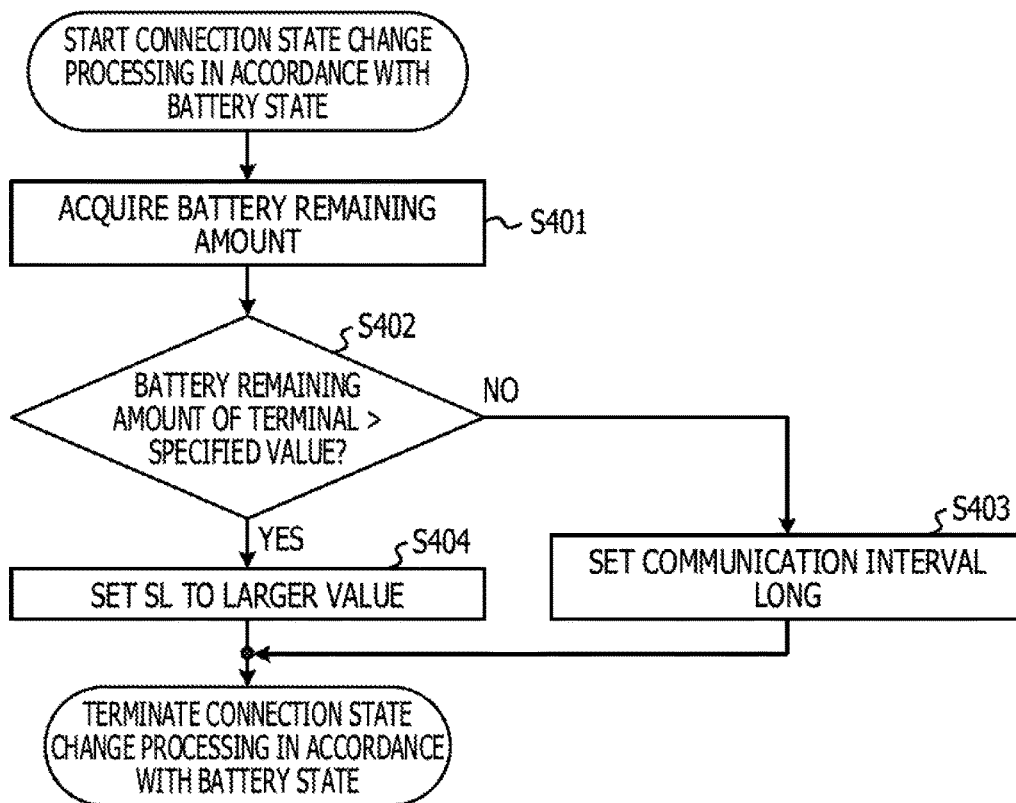 START CONNECTION STATE CHANGE
PROCESSING IN ACCORDANCE WITH
BATTERY STATE
ACQUIRE BATTERY REMAINING
AMOUNT
S401
S402
BATTERY REMAINING
AMOUNT OF TERMINAL >
SPECIFIED VALUE?
NO
YES
S404
SET SL TO LARGER VALUE
S403
SET COMMUNICATION INTERVAL
LONG
TERMINATE CONNECTION STATE
CHANGE PROCESSING IN ACCORDANCE
WITH BATTERY STATE